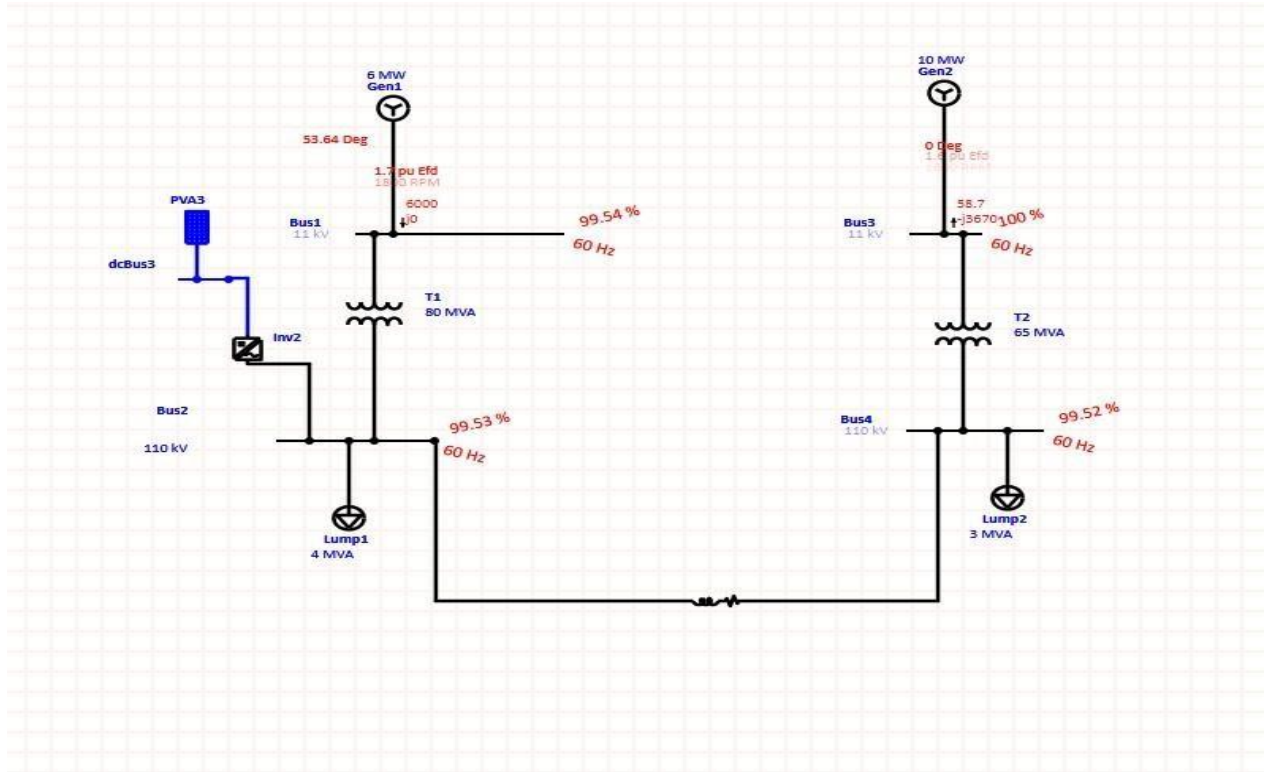 6 MW
Gen1
10 MW
Gen2
53.64 Deg
0 Deg
1.7 pu Efd
PVA3
6000
j0
58.7
-j3670
Bus1
11 kV
99.54 %
60 Hz
Bus3
11 kV
100 %
60 Hz
dcBus3
T1
80 MVA
T2
65 MVA
Inv2
Bus2
110 kV
99.53 %
60 Hz
Bus4
110 kV
99.52 %
60 Hz
Lump1
4 MVA
Lump2
3 MVA